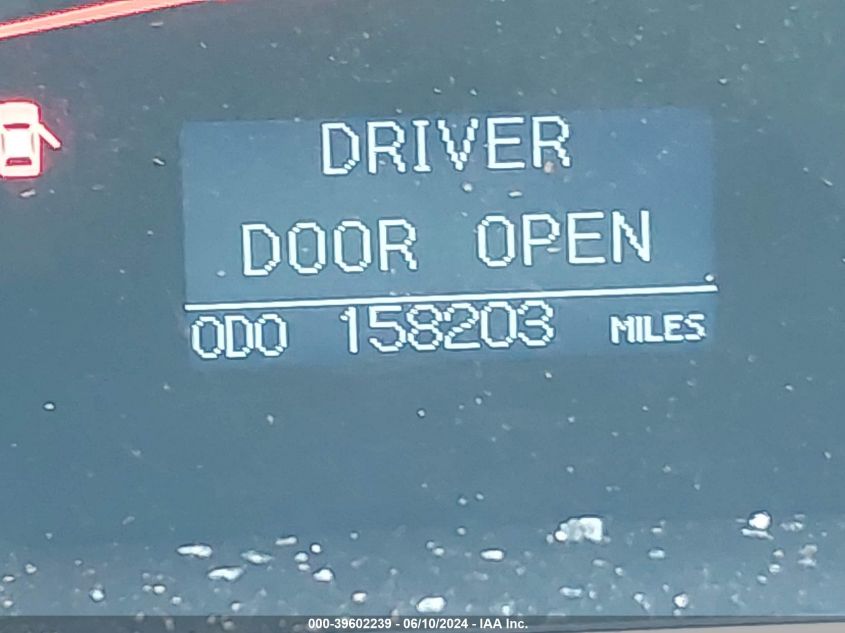 DRIVER
DOOR OPEN
ODO 158203 MILES
000-39602239 - 06/10/2024 - IAA Inc.